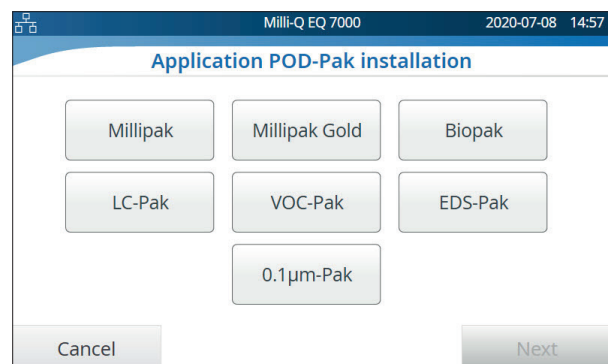 Milli-Q EQ 7000 2020-07-08 14:57
Application POD-Pak installation
Millipak Millipak Gold Biopak
LC-Pak VOC-Pak EDS-Pak
0.1µm-Pak
Cancel Next